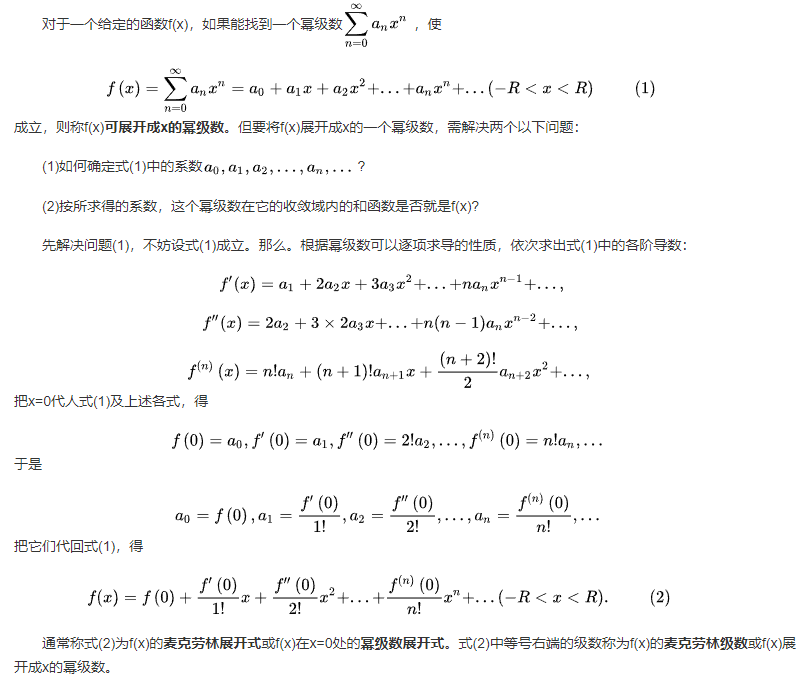 对于一个给定的函数f(x)，如果能找到一个幂级数$\sum_{n=0}^{\infty} a_n x^n$ ，使
$f(x)=\sum_{n=0}^{\infty} a_n x^n = a_0+a_1x+a_2x^2+\ldots+a_nx^n+\ldots(-R<x<R)$ (1)
成立，则称f(x)可展开成x的幂级数。但要将f(x)展开成x的一个幂级数，需解决两个以下问题：
(1)如何确定式(1)中的系数$a_0,a_1,a_2,\ldots,a_n,\ldots$？
(2)按所求得的系数，这个幂级数在它的收敛域内的和函数是否就是f(x)?
先解决问题(1)，不妨设式(1)成立。那么。根据幂级数可以逐项求导的性质，依次求出式(1)中的各阶导数：
$f'(x)=a_1+2a_2x+3a_3x^2+\ldots+na_nx^{n-1}+\ldots,$
$f''(x)=2a_2+3\times2a_3x+\ldots+n(n-1)a_nx^{n-2}+\ldots,$
$f^{(n)}(x)=n!a_n+(n+1)!a_{n+1}x+\frac{(n+2)!}{2}a_{n+2}x^2+\ldots,$
把x=0代人式(1)及上述各式，得
$f(0)=a_0,f'(0)=a_1,f''(0)=2!a_2,\ldots,f^{(n)}(0)=n!a_n,\ldots$
于是
$a_0=f(0),a_1=\frac{f'(0)}{1!},a_2=\frac{f''(0)}{2!},\ldots,a_n=\frac{f^{(n)}(0)}{n!},\ldots$
把它们代回式(1)，得
$f(x)=f(0)+\frac{f'(0)}{1!}x+\frac{f''(0)}{2!}x^2+\ldots+\frac{f^{(n)}(0)}{n!}x^n+\ldots(-R<x<R).$ (2)
通常称式(2)为f(x)的麦克劳林展开式或f(x)在x=0处的幂级数展开式。式(2)中等号右端的级数称为f(x)的麦克劳林级数或f(x)展
开成x的幂级数。